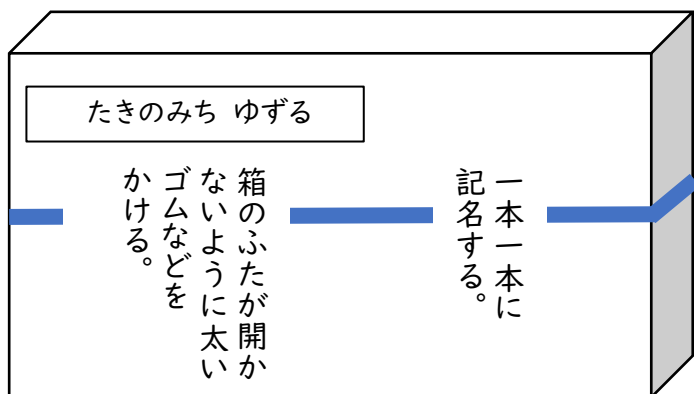 たきのみち ゆずる
一本一本に
記名する。
箱のふたが開か
ないように太い
ゴムなどを
かける。